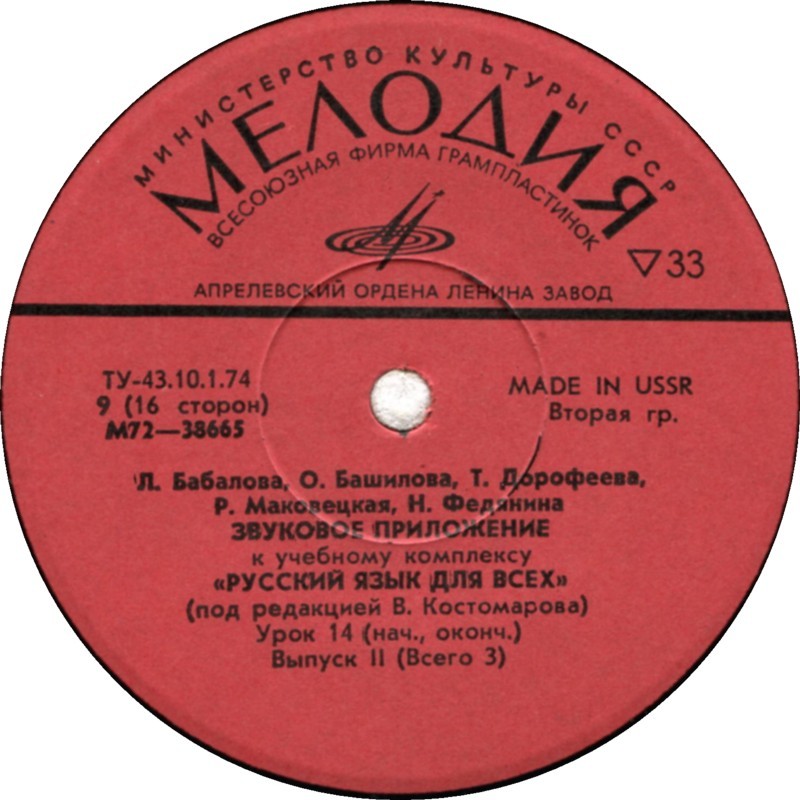 МИНИСТЕРСТВО КУЛЬТУРЫ СССР
МЕЛОДИЯ
ВСЕСОЮЗНАЯ ФИРМА ГРАМПЛАСТИНОК
▽33
АПРЕЛЕВСКИЙ ОРДЕНА ЛЕНИНА ЗАВОД
ТУ-43.10.1.74
9 (16 сторон)
М72—38665
MADE IN USSR
Вторая гр.
Л. Бабалова, О. Башилова, Т. Дорофеева,
Р. Маковецкая, Н. Федянина
ЗВУКОВОЕ ПРИЛОЖЕНИЕ
к учебному комплексу
«РУССКИЙ ЯЗЫК ДЛЯ ВСЕХ»
(под редакцией В. Костомарова)
Урок 14 (нач., оконч.)
Выпуск II (Всего 3)